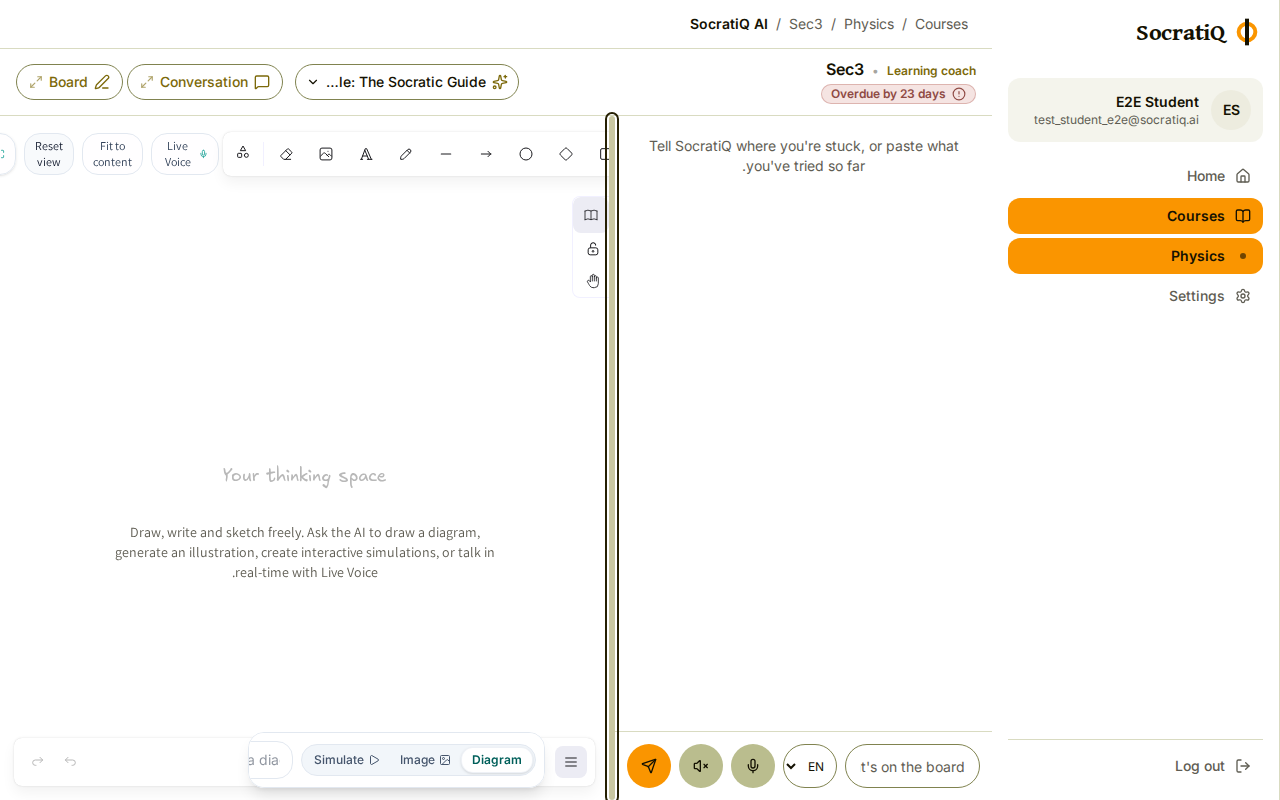 SocratiQ
ES
E2E Student
test_student_e2e@socratiq.ai
Home
Courses
Physics
Settings
Log out
SocratiQ AI / Sec3 / Physics / Courses
Sec3 • Learning coach
Overdue by 23 days
...le: The Socratic Guide
Conversation
Board
Tell SocratiQ where you're stuck, or paste what
.you've tried so far
t's on the board
EN
Live
Voice
Fit to
content
Reset
view
A
Your thinking space
Draw, write and sketch freely. Ask the AI to draw a diagram,
generate an illustration, create interactive simulations, or talk in
.real-time with Live Voice
Diagram
Image
Simulate
a dia